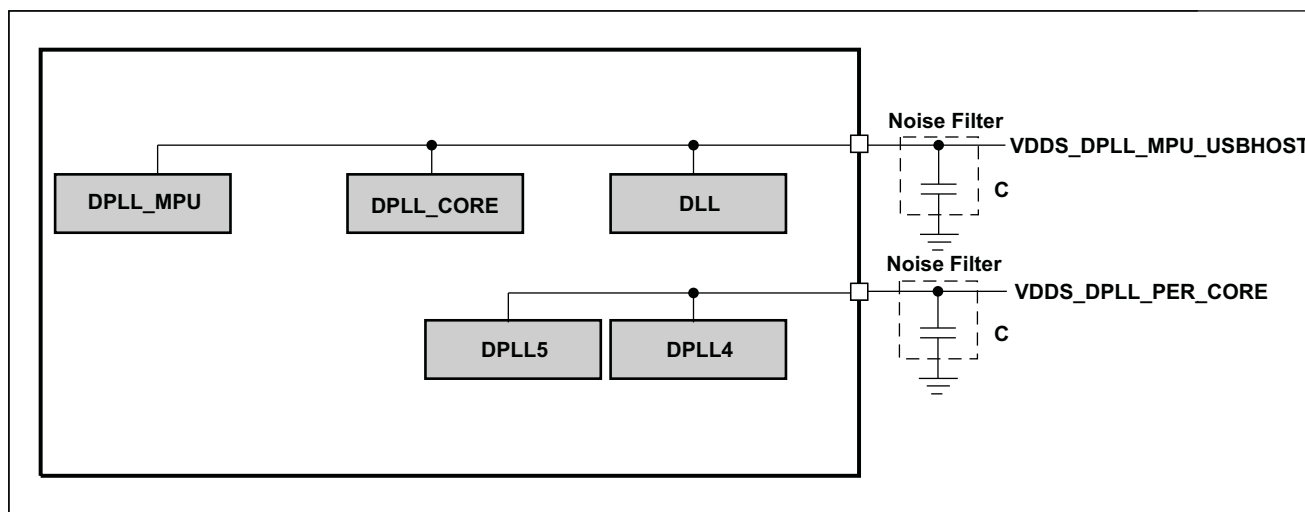 Noise Filter
VDDS_DPLL_MPU_USBHOST
DPLL_MPU
DPLL_CORE
DLL
C
Noise Filter
VDDS_DPLL_PER_CORE
DPLL5
DPLL4
C